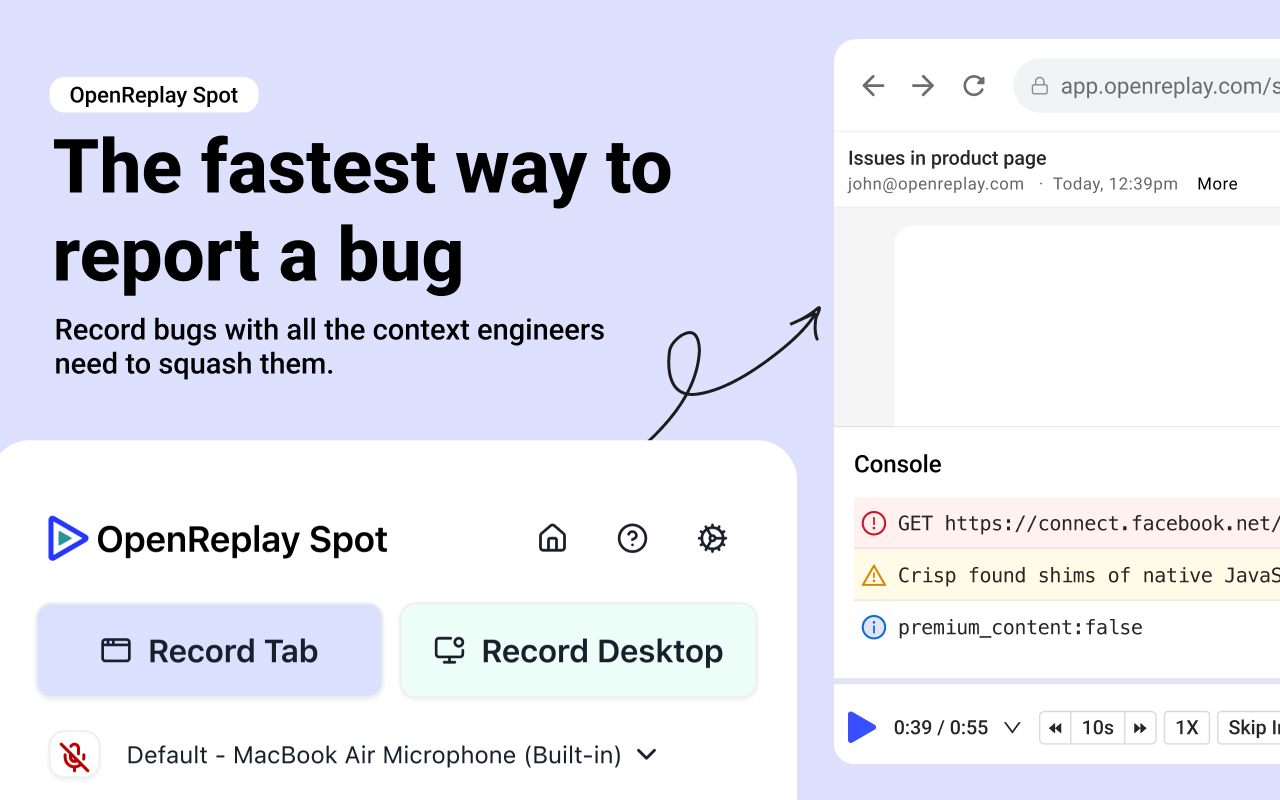 OpenReplay Spot
The fastest way to
report a bug
Record bugs with all the context engineers
need to squash them.
OpenReplay Spot
Record Tab
Record Desktop
Default - MacBook Air Microphone (Built-in)
app.openreplay.com/s
Issues in product page
john@openreplay.com · Today, 12:39pm More
Console
GET https://connect.facebook.net/
Crisp found shims of native JavaS
premium_content:false
0:39 / 0:55 10s 1X Skip In